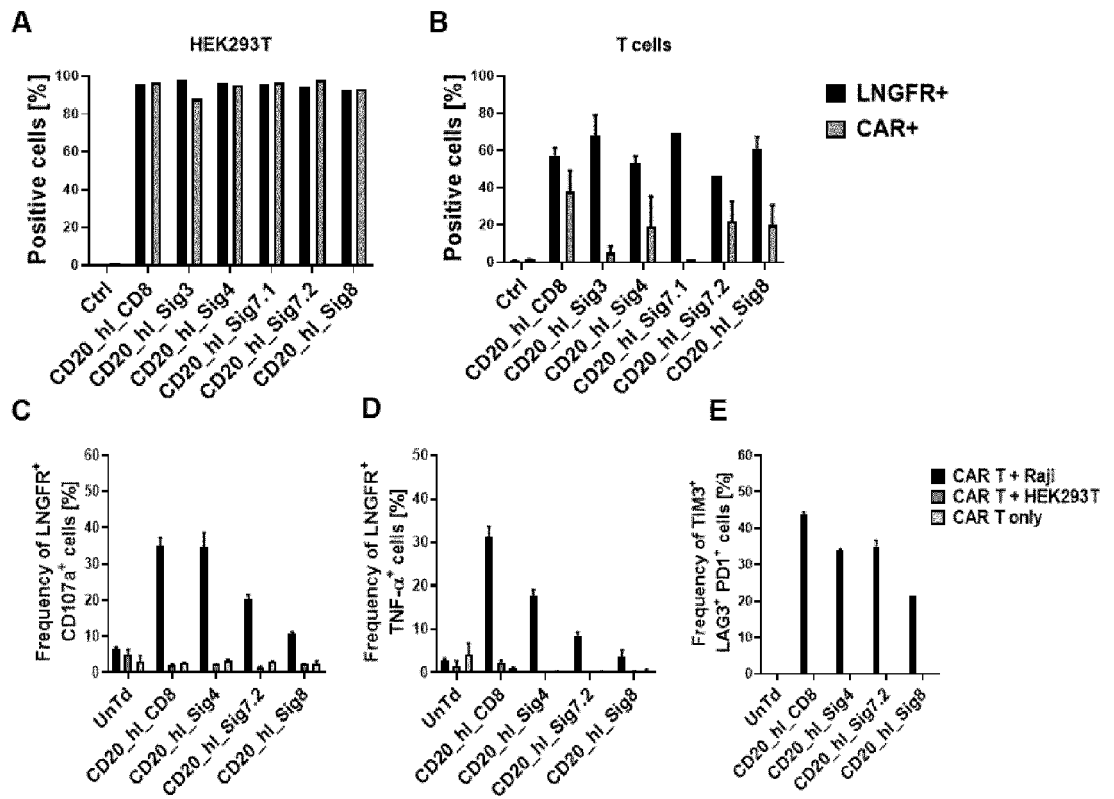 A
HEK293T
Positive cells [%]
100
80
60
40
20
0
Ctrl
CD20_hl_CD8
CD20_hl_Sig3
CD20_hl_Sig4
CD20_hl_Sig7.1
CD20_hl_Sig7.2
CD20_hl_Sig8
B
T cells
Positive cells [%]
100
80
60
40
20
0
Ctrl
CD20_hl_CD8
CD20_hl_Sig3
CD20_hl_Sig4
CD20_hl_Sig7.1
CD20_hl_Sig7.2
CD20_hl_Sig8
LNGFR+
CAR+
C
Frequency of LNGFR⁺
CD107a⁺ cells [%]
60
50
40
30
20
10
0
UnTd
CD20_hl_CD8
CD20_hl_Sig4
CD20_hl_Sig7.2
CD20_hl_Sig8
D
Frequency of LNGFR⁺
TNF-α⁺ cells [%]
50
40
30
20
10
0
UnTd
CD20_hl_CD8
CD20_hl_Sig4
CD20_hl_Sig7.2
CD20_hl_Sig8
E
Frequency of TIM3⁺
LAG3⁺ PD1⁺ cells [%]
60
50
40
30
20
10
0
UnTd
CD20_hl_CD8
CD20_hl_Sig4
CD20_hl_Sig7.2
CD20_hl_Sig8
CAR T + Raji
CAR T + HEK293T
CAR T only